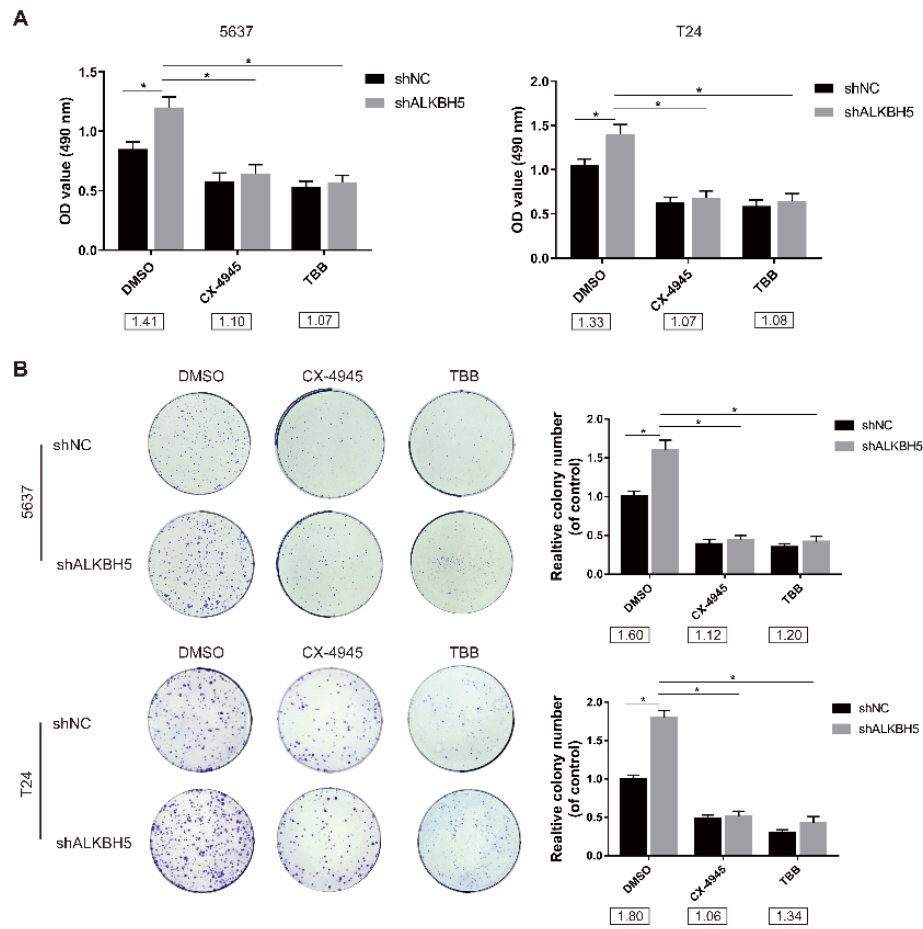 A
5637
*
*
*
shNC
shALKBH5
OD value (490 nm)
1.5
1.0
0.5
0.0
DMSO
CX-4945
TBB
1.41
1.10
1.07
T24
*
*
*
shNC
shALKBH5
OD value (490 nm)
2.0
1.5
1.0
0.5
0.0
DMSO
CX-4945
TBB
1.33
1.07
1.08
B
DMSO
CX-4945
TBB
5637
shNC
shALKBH5
*
*
*
shNC
shALKBH5
Realtive colony number
(of control)
2.0
1.5
1.0
0.5
0.0
DMSO
CX-4945
TBB
1.60
1.12
1.20
DMSO
CX-4945
TBB
T24
shNC
shALKBH5
*
*
*
shNC
shALKBH5
Realtive colony number
(of control)
2.0
1.5
1.0
0.5
0.0
DMSO
CX-4945
TBB
1.80
1.06
1.34